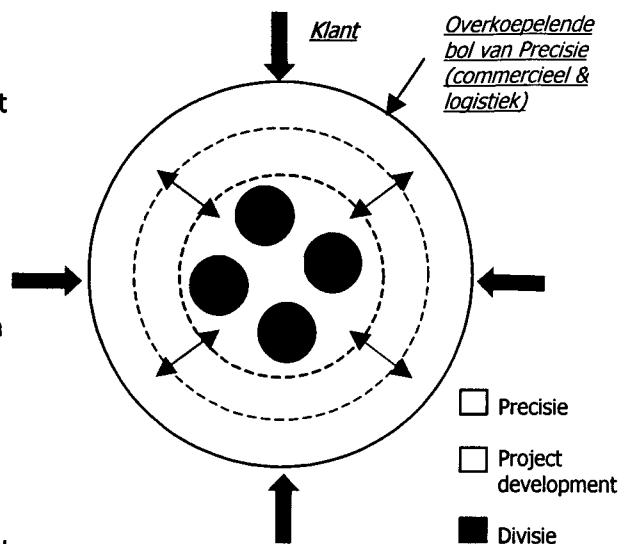 Klant
Overkoepelende
bol van Precisie
(commercieel &
logistiek)
Precisie
Project
development
Divisie